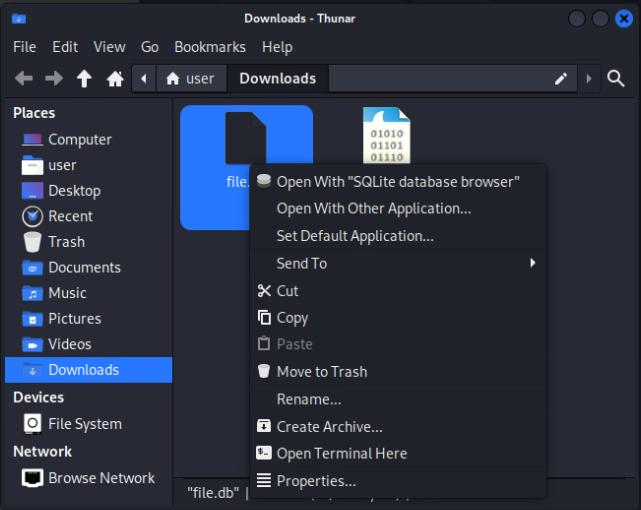 Downloads - Thunar
File Edit View Go Bookmarks Help
user Downloads
Places
Computer
user
Desktop
Recent
Trash
Documents
Music
Pictures
Videos
Downloads
Devices
File System
Network
Browse Network
file.
01010
01101
01110
Open With "SQLite database browser"
Open With Other Application...
Set Default Application...
Send To
Cut
Copy
Paste
Move to Trash
Rename...
Create Archive...
Open Terminal Here
Properties...
"file.db" |